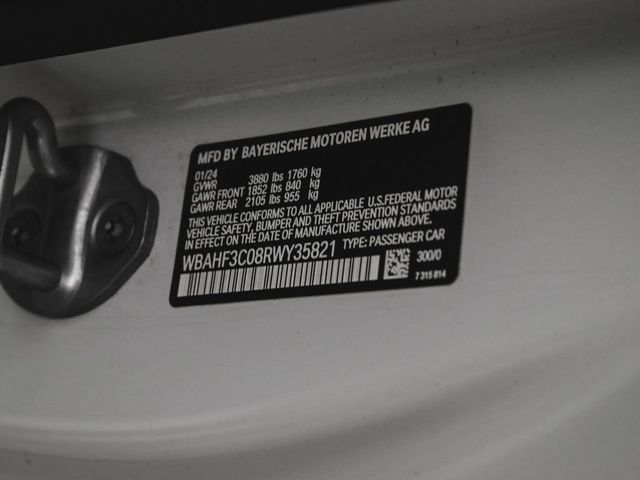 MFD BY BAYERISCHE MOTOREN WERKE AG
01/24
GVWR 3880 lbs 1760 kg
GAWR FRONT 1852 lbs 840 kg
GAWR REAR 2105 lbs 955 kg
THIS VEHICLE CONFORMS TO ALL APPLICABLE U.S.FEDERAL MOTOR
VEHICLE SAFETY, BUMPER AND THEFT PREVENTION STANDARDS
IN EFFECT ON THE DATE OF MANUFACTURE SHOWN ABOVE.
WBAHF3C08RWY35821 TYPE: PASSENGER CAR
300/0
7 315 814